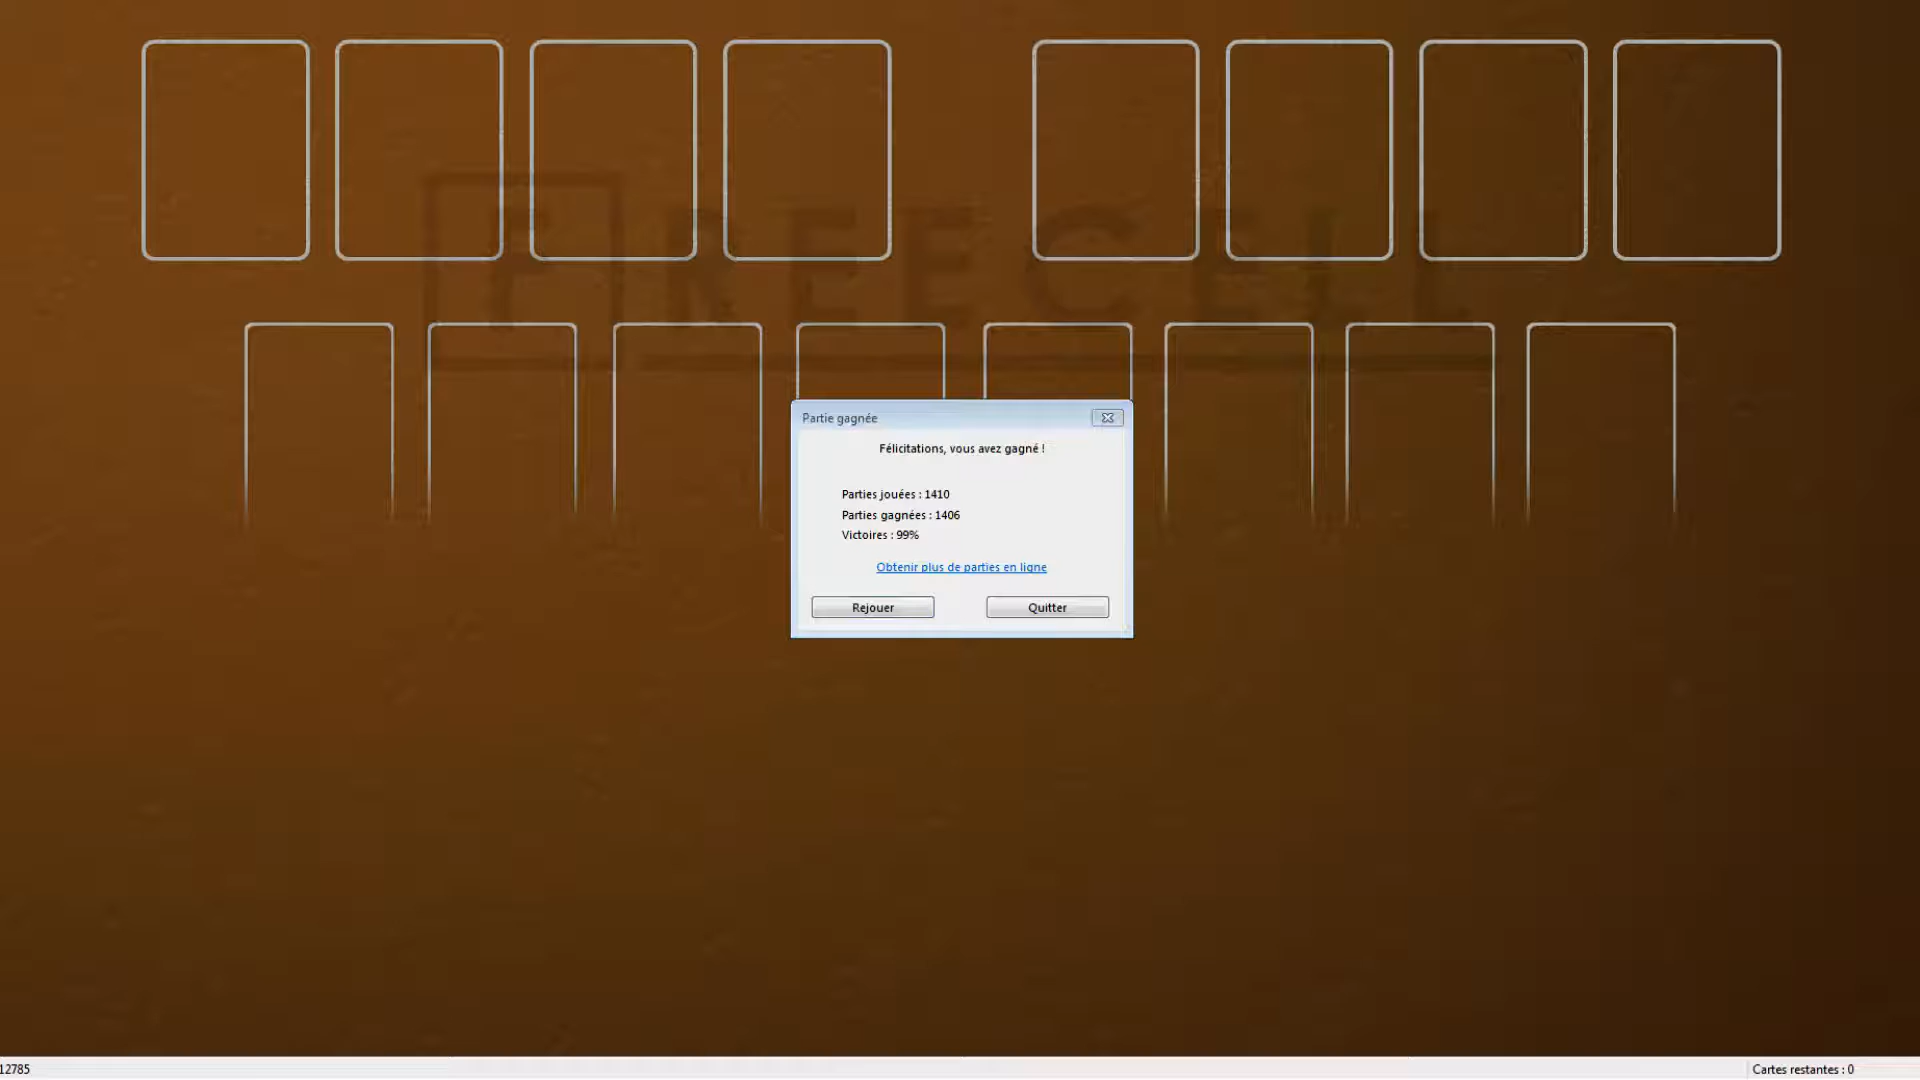 FREECELL
Partie gagnée
Félicitations, vous avez gagné !
Parties jouées : 1410
Parties gagnées : 1406
Victoires : 99%
Obtenir plus de parties en ligne
Rejouer
Quitter
12785
Cartes restantes : 0